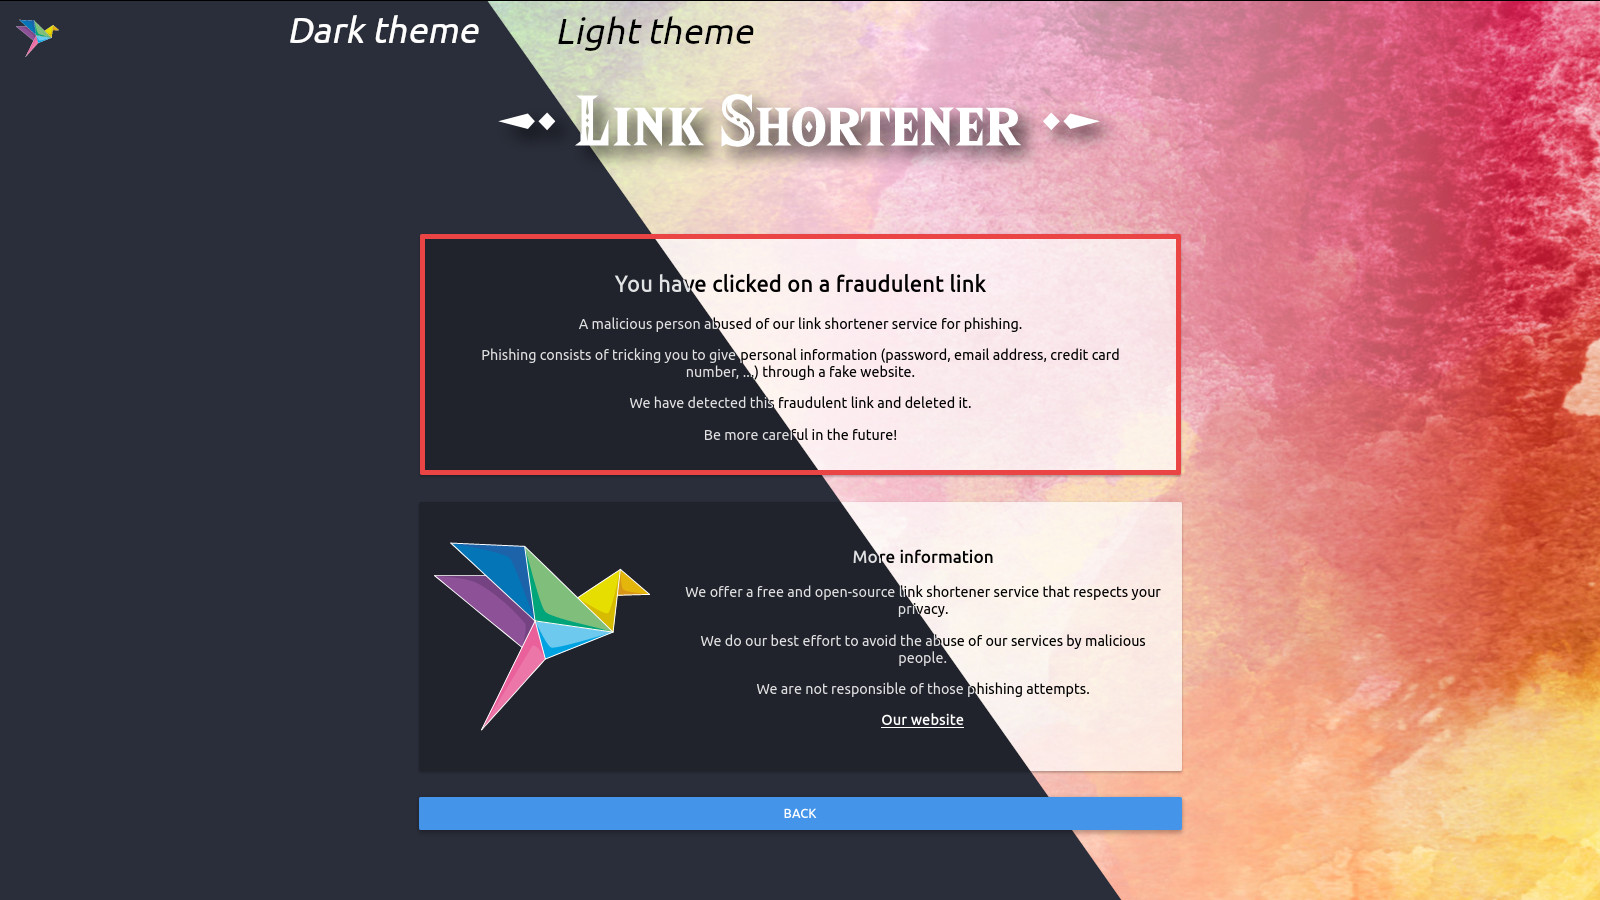 Dark theme
Light theme
LINK SHORTENER
You have clicked on a fraudulent link
A malicious person abused of our link shortener service for phishing.
Phishing consists of tricking you to give personal information (password, email address, credit card
number, ...) through a fake website.
We have detected this fraudulent link and deleted it.
Be more careful in the future!
More information
We offer a free and open-source link shortener service that respects your
privacy.
We do our best effort to avoid the abuse of our services by malicious
people.
We are not responsible of those phishing attempts.
Our website
BACK